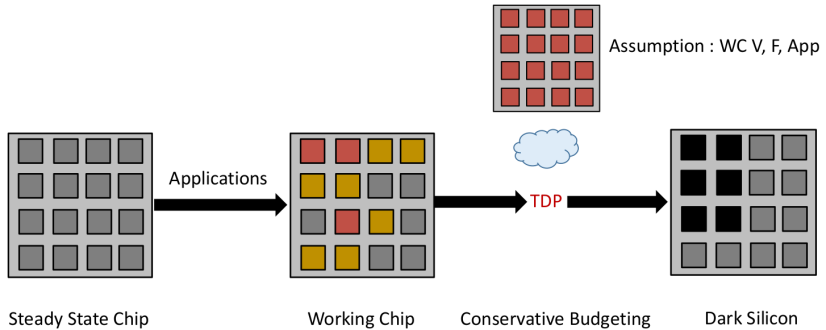 Assumption : WC V, F, App
Applications
TDP
Steady State Chip
Working Chip
Conservative Budgeting
Dark Silicon